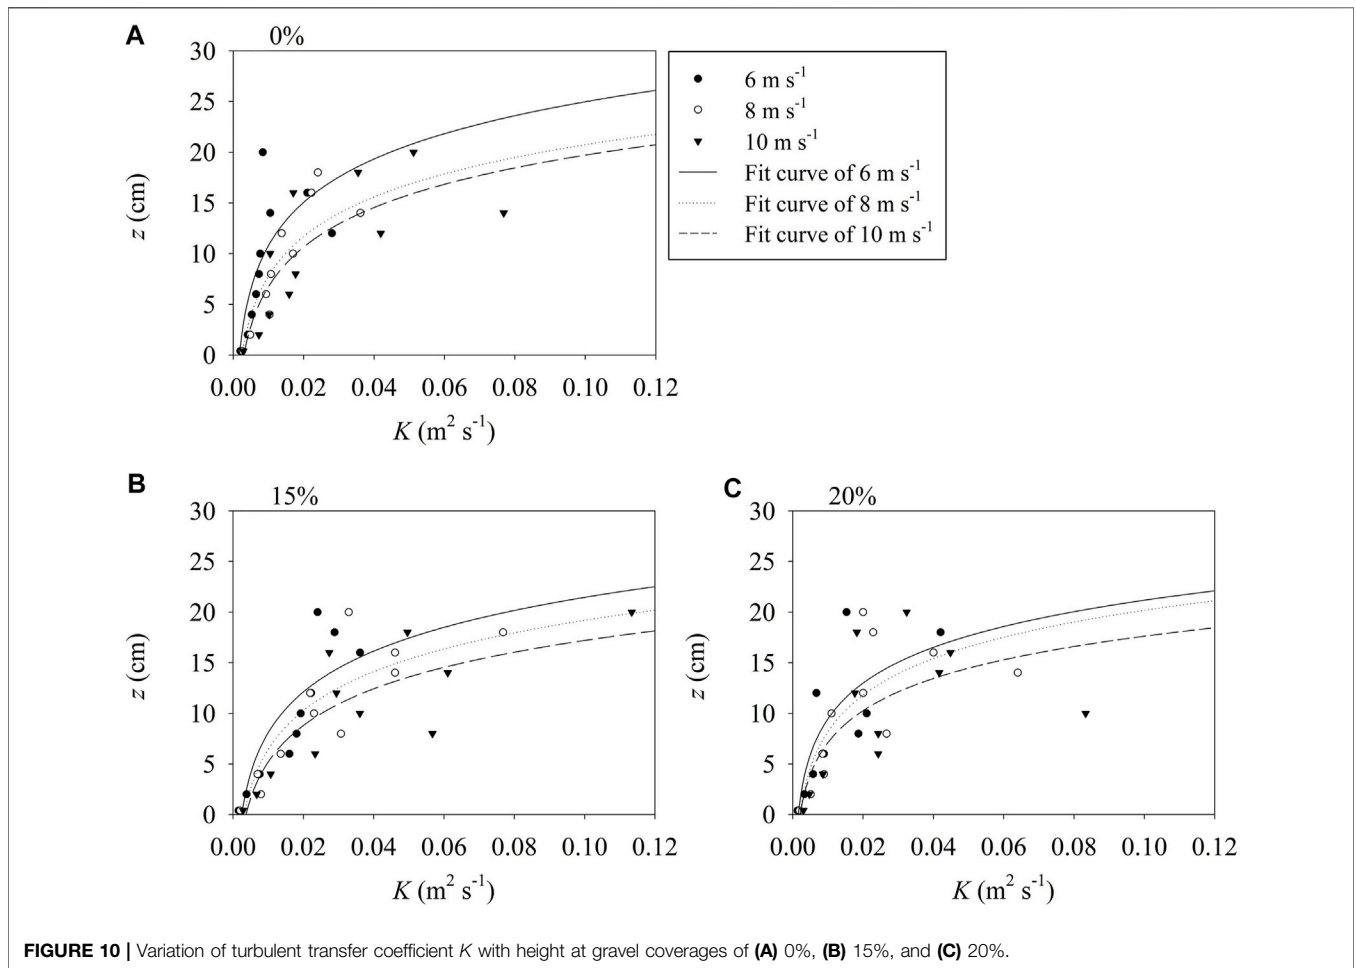 A
0%
30
25
20
15
10
5
0
z (cm)
0.00 0.02 0.04 0.06 0.08 0.10 0.12
K (m² s⁻¹)
6 m s⁻¹
8 m s⁻¹
10 m s⁻¹
Fit curve of 6 m s⁻¹
Fit curve of 8 m s⁻¹
Fit curve of 10 m s⁻¹
B
15%
30
25
20
15
10
5
0
z (cm)
0.00 0.02 0.04 0.06 0.08 0.10 0.12
K (m² s⁻¹)
C
20%
30
25
20
15
10
5
0
z (cm)
0.00 0.02 0.04 0.06 0.08 0.10 0.12
K (m² s⁻¹)
FIGURE 10 | Variation of turbulent transfer coefficient K with height at gravel coverages of (A) 0%, (B) 15%, and (C) 20%.